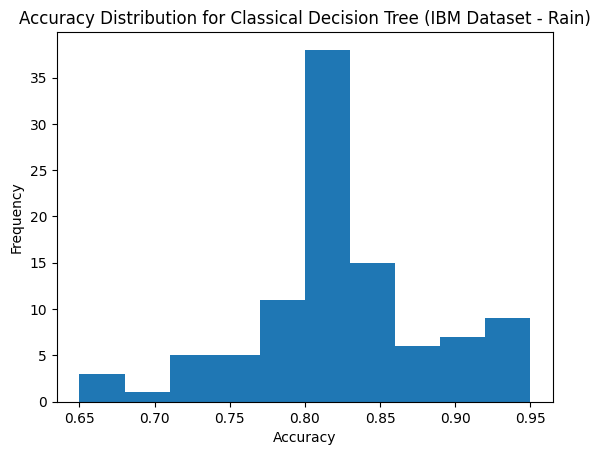 Accuracy Distribution for Classical Decision Tree (IBM Dataset - Rain)
35
30
25
20
15
10
5
0
Frequency
0.65 0.70 0.75 0.80 0.85 0.90 0.95
Accuracy